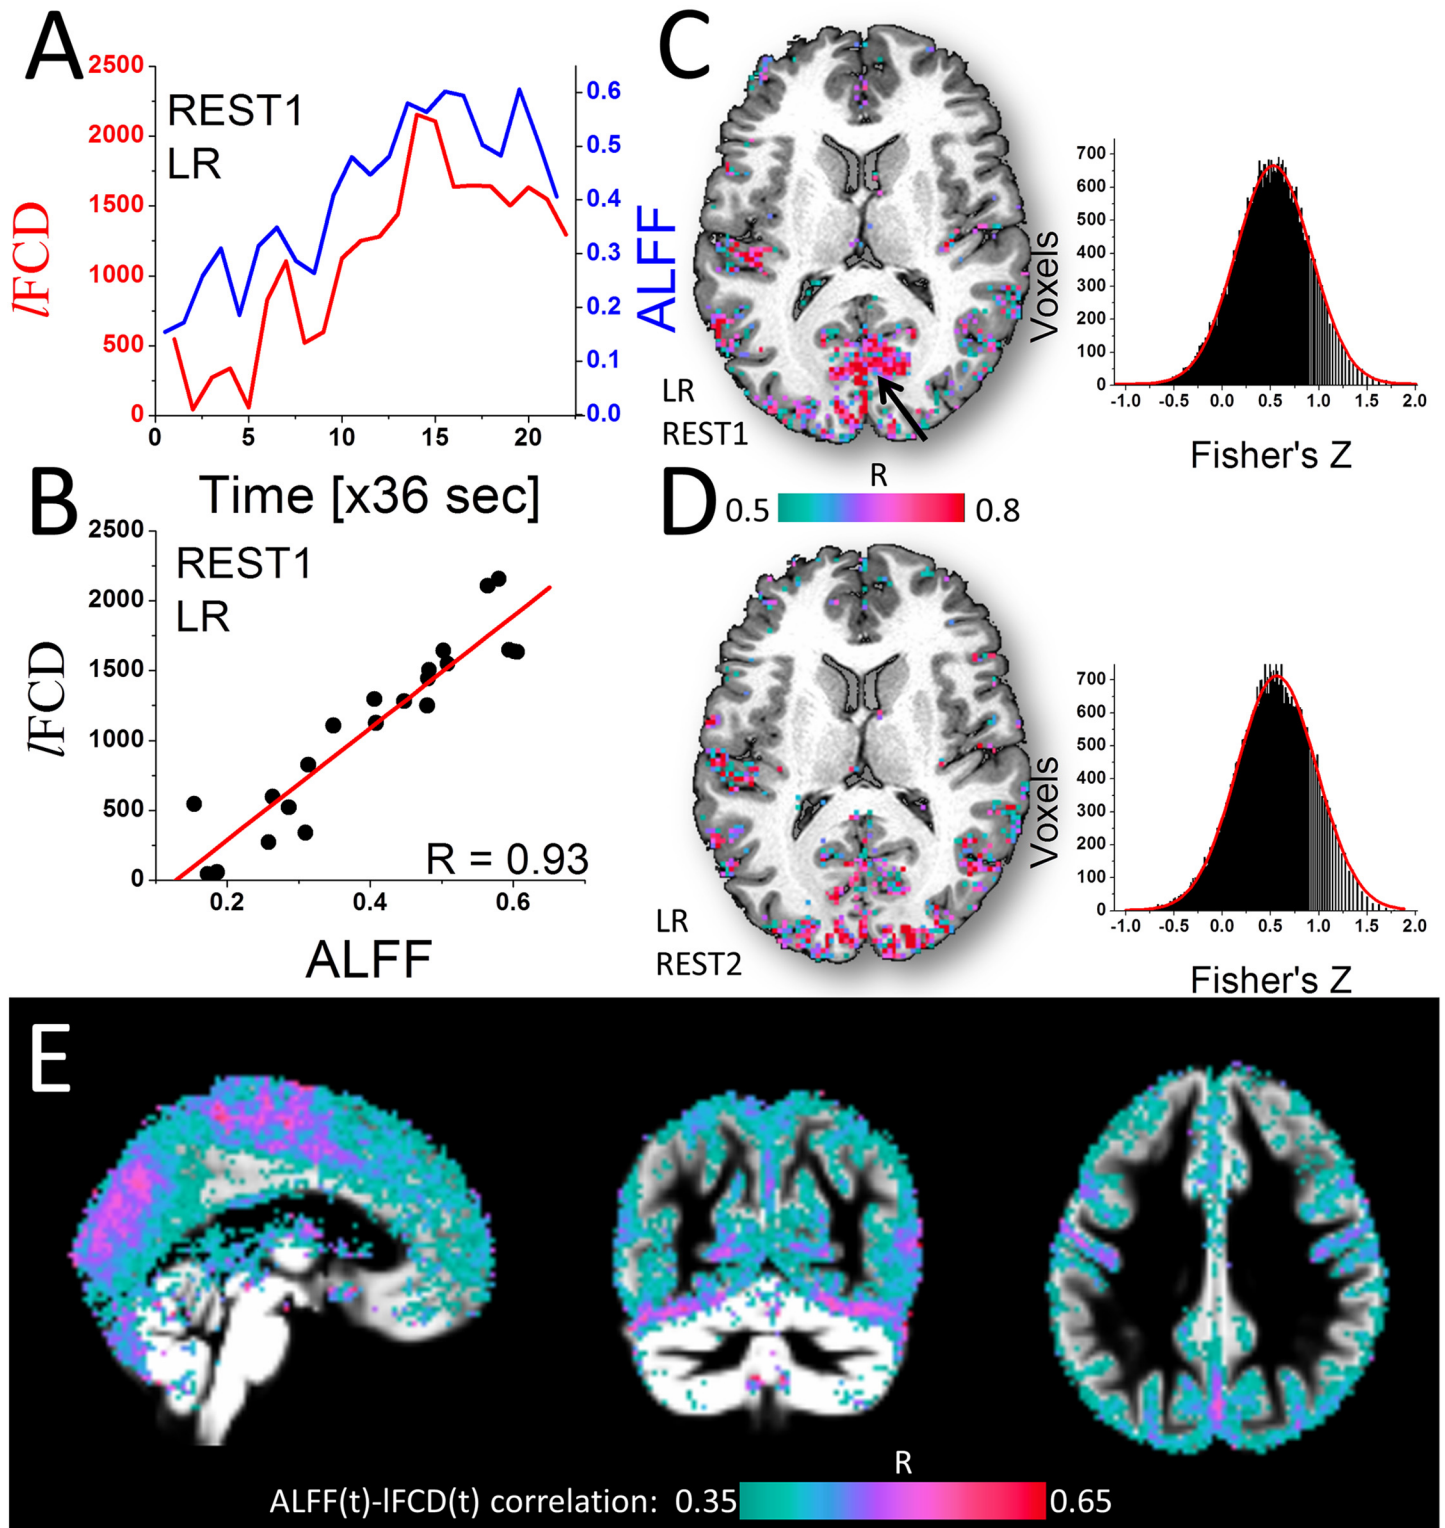 A
REST1
LR
lFCD
2500
2000
1500
1000
500
0
ALFF
0.6
0.5
0.4
0.3
0.2
0.1
0.0
0 5 10 15 20
Time [x36 sec]
B
REST1
LR
lFCD
2500
2000
1500
1000
500
0
R = 0.93
0.2 0.4 0.6
ALFF
C
LR
REST1
Voxels
700
600
500
400
300
200
100
0
-1.0 -0.5 0.0 0.5 1.0 1.5 2.0
Fisher's Z
R
0.5 0.8
D
LR
REST2
Voxels
700
600
500
400
300
200
100
0
-1.0 -0.5 0.0 0.5 1.0 1.5 2.0
Fisher's Z
E
R
ALFF(t)-lFCD(t) correlation: 0.35 0.65